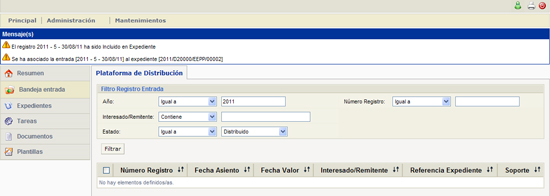 Principal Administración Mantenimientos
Mensaje(s)
El registro 2011 - 5 - 30/08/11 ha sido Incluido en Expediente
Se ha asociado la entrada [2011 - 5 - 30/08/11] al expediente [2011/D20000/EEPP/00002]
Resumen
Bandeja entrada
Expedientes
Tareas
Documentos
Plantillas
Plataforma de Distribución
Filtro Registro Entrada
Año: Igual a 2011 Número Registro: Igual a
Interesado/Remitente: Contiene
Estado: Igual a Distribuido
Filtrar
Número Registro Fecha Asiento Fecha Valor Interesado/Remitente Referencia Expediente Soporte
No hay elementos definidos/as.